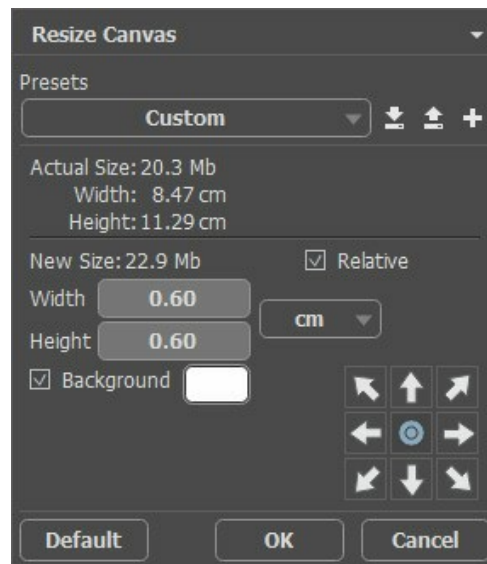 Resize Canvas
Presets
Custom
Actual Size: 20.3 Mb
Width: 8.47 cm
Height: 11.29 cm
New Size: 22.9 Mb
Relative
Width 0.60
cm
Height 0.60
Background
Default OK Cancel